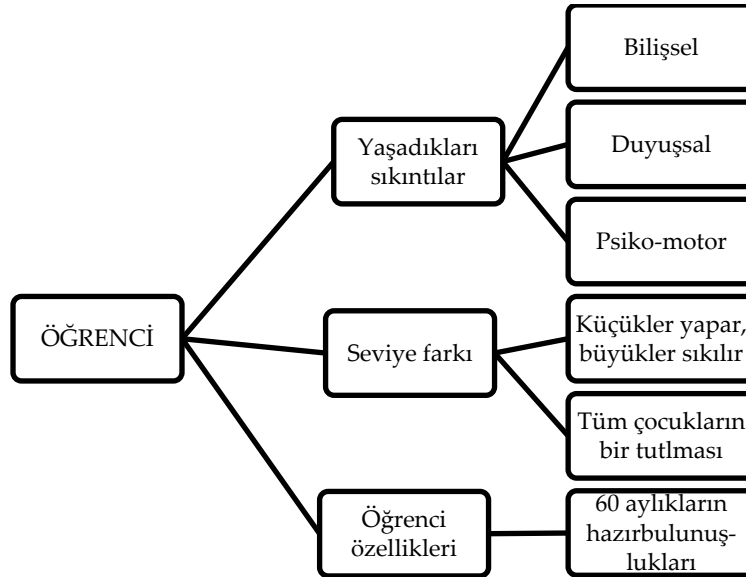 Bilişsel
Yaşadıkları
sıkıntılar
Duyuşsal
Psiko-motor
ÖĞRENCİ
Seviye farkı
Küçükler yapar,
büyükler sıkılır
Tüm çocukların
bir tutlması
Öğrenci
özellikleri
60 aylıkların
hazırbulunuş-
lukları